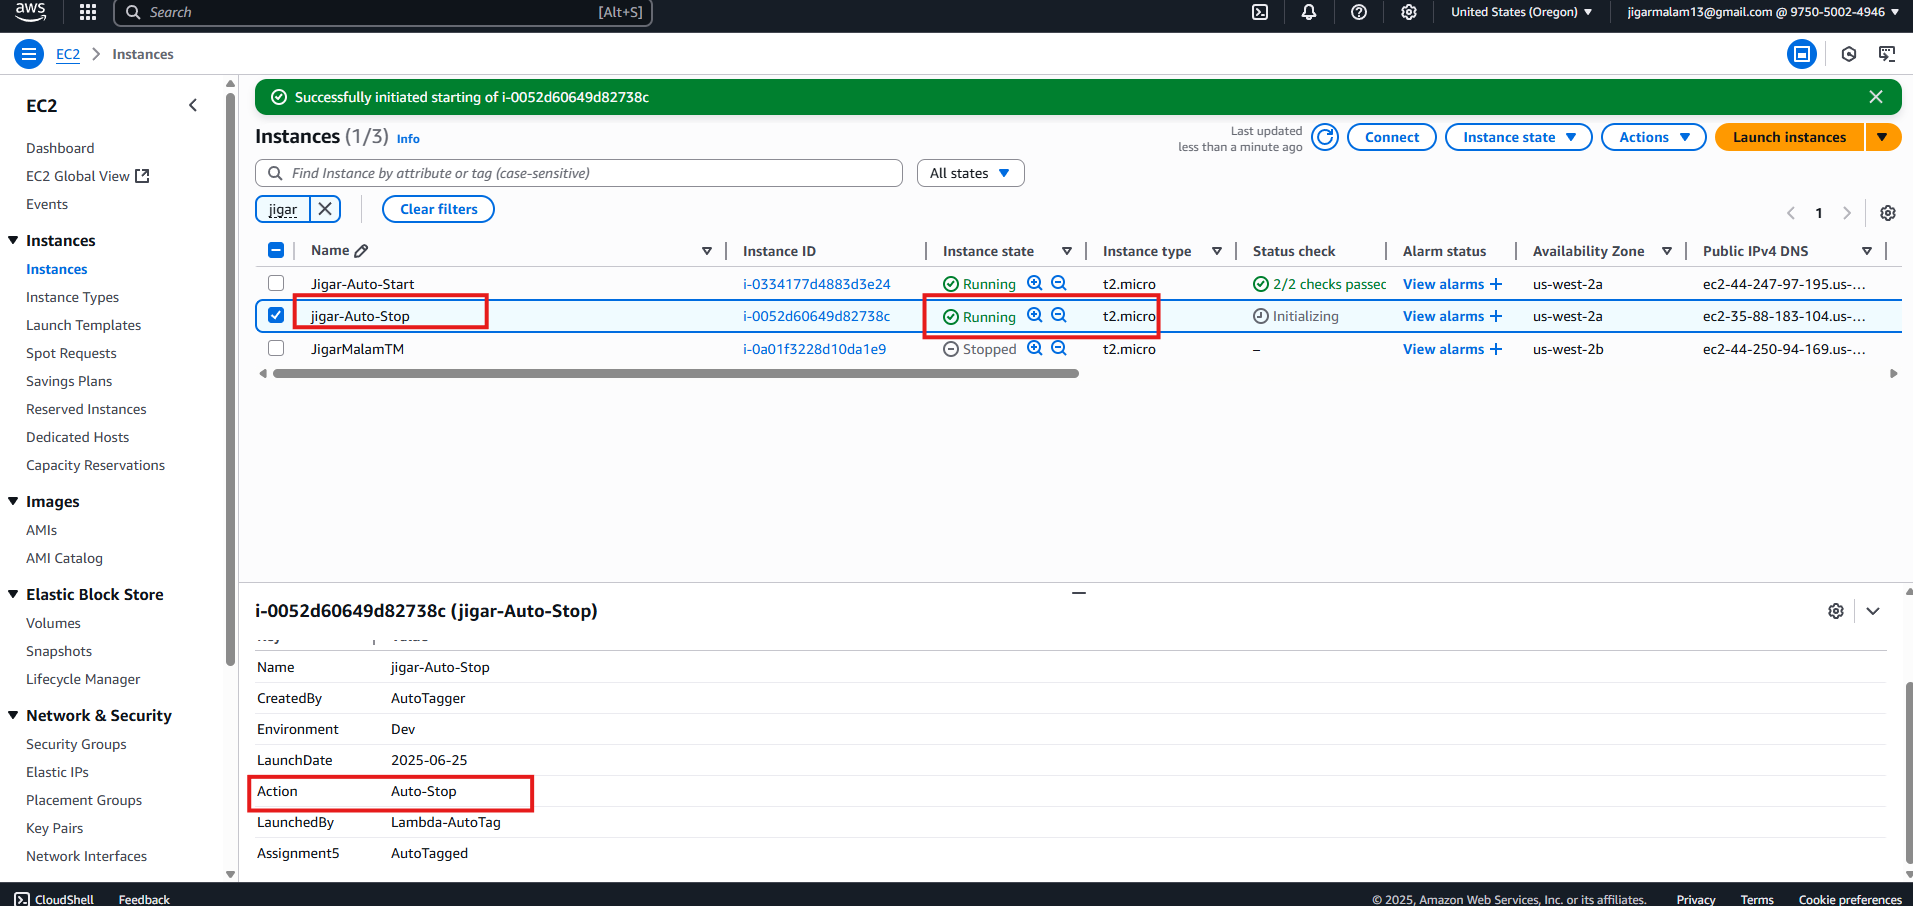 aws
Search [Alt+S]
United States (Oregon)
jigarmalam13@gmail.com @ 9750-5002-4946
EC2 Instances
EC2
Dashboard
EC2 Global View
Events
Instances
Instances
Instance Types
Launch Templates
Spot Requests
Savings Plans
Reserved Instances
Dedicated Hosts
Capacity Reservations
Images
AMIs
AMI Catalog
Elastic Block Store
Volumes
Snapshots
Lifecycle Manager
Network & Security
Security Groups
Elastic IPs
Placement Groups
Key Pairs
Network Interfaces
Successfully initiated starting of i-0052d60649d82738c
Instances (1/3) Info
Last updated
less than a minute ago
Connect
Instance state
Actions
Launch instances
Find Instance by attribute or tag (case-sensitive)
All states
jigar
Clear filters
1
Name Instance ID Instance state Instance type Status check Alarm status Availability Zone Public IPv4 DNS
Jigar-Auto-Start i-0334177d4883d3e24 Running t2.micro 2/2 checks passec View alarms + us-west-2a ec2-44-247-97-195.us-...
jigar-Auto-Stop i-0052d60649d82738c Running t2.micro Initializing View alarms + us-west-2a ec2-35-88-183-104.us-...
JigarMalamTM i-0a01f3228d10da1e9 Stopped t2.micro – View alarms + us-west-2b ec2-44-250-94-169.us-...
i-0052d60649d82738c (jigar-Auto-Stop)
Name jigar-Auto-Stop
CreatedBy AutoTagger
Environment Dev
LaunchDate 2025-06-25
Action Auto-Stop
LaunchedBy Lambda-AutoTag
Assignment5 AutoTagged
CloudShell Feedback © 2025, Amazon Web Services, Inc. or its affiliates. Privacy Terms Cookie preferences